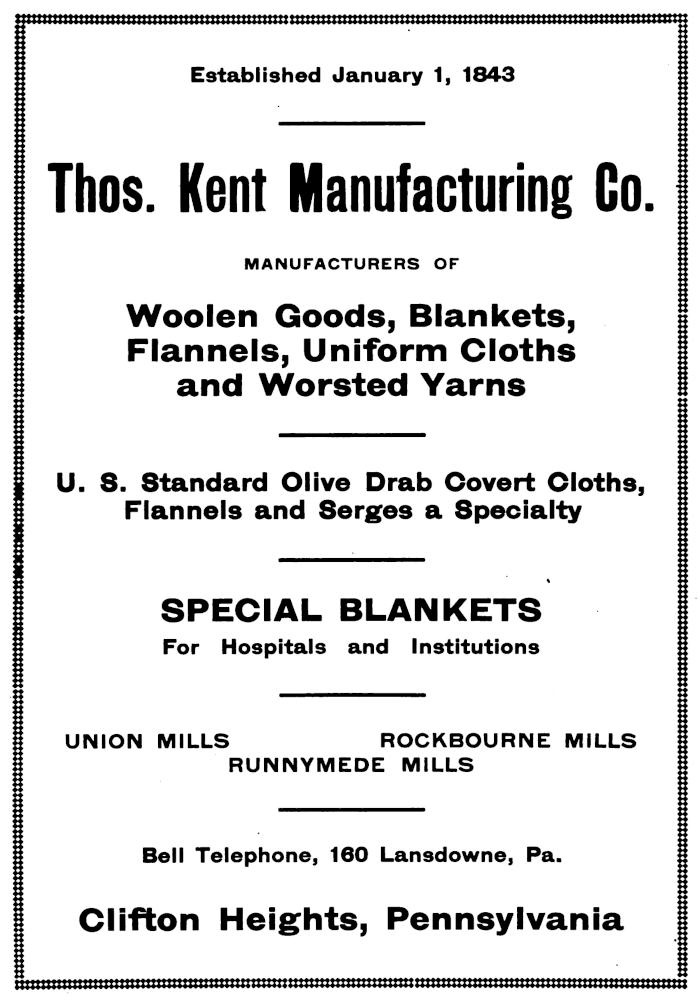 Established January 1, 1843
Thos. Kent Manufacturing Co.
MANUFACTURERS OF
Woolen Goods, Blankets,
Flannels, Uniform Cloths
and Worsted Yarns
U. S. Standard Olive Drab Covert Cloths,
Flannels and Serges a Specialty
SPECIAL BLANKETS
For Hospitals and Institutions
UNION MILLS ROCKBOURNE MILLS
RUNNYMEDE MILLS
Bell Telephone, 160 Lansdowne, Pa.
Clifton Heights, Pennsylvania